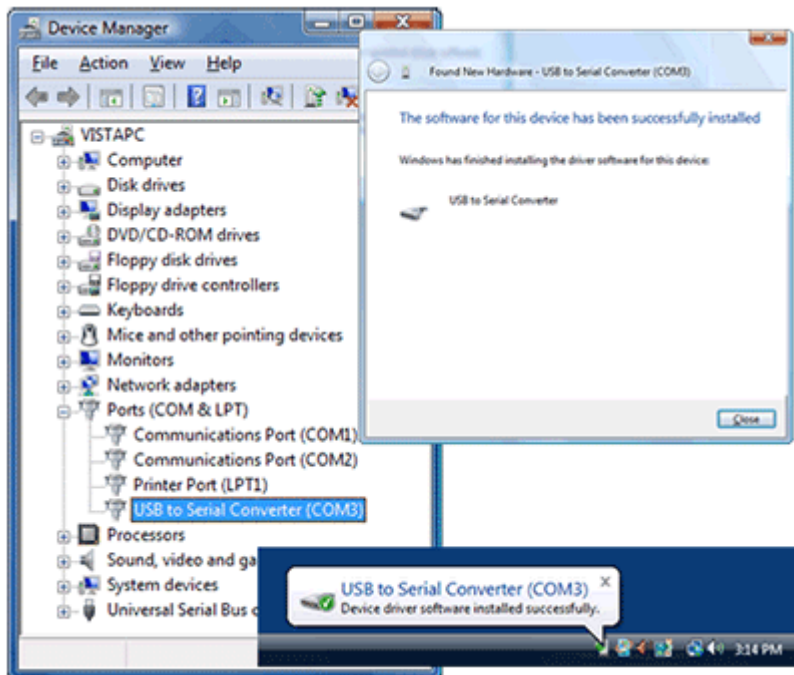 Device Manager
File Action View Help
VISTAPC
Computer
Disk drives
Display adapters
DVD/CD-ROM drives
Floppy disk drives
Floppy drive controllers
Keyboards
Mice and other pointing devices
Monitors
Network adapters
Ports (COM & LPT)
Communications Port (COM1)
Communications Port (COM2)
Printer Port (LPT1)
USB to Serial Converter (COM3)
Processors
Sound, video and ga
System devices
Universal Serial Bus
Found New Hardware - USB to Serial Converter (COM3)
The software for this device has been successfully installed
Windows has finished installing the driver software for this device:
USB to Serial Converter
Close
USB to Serial Converter (COM3)
Device driver software installed successfully.
3:14 PM